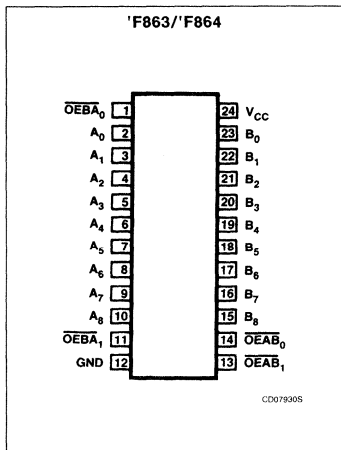 'F863/'F864
OEBA0 1 24 VCC
A0 2 23 B0
A1 3 22 B1
A2 4 21 B2
A3 5 20 B3
A4 6 19 B4
A5 7 18 B5
A6 8 17 B6
A7 9 16 B7
A8 10 15 B8
OEBA1 11 14 OEAB0
GND 12 13 OEAB1
CD07930S